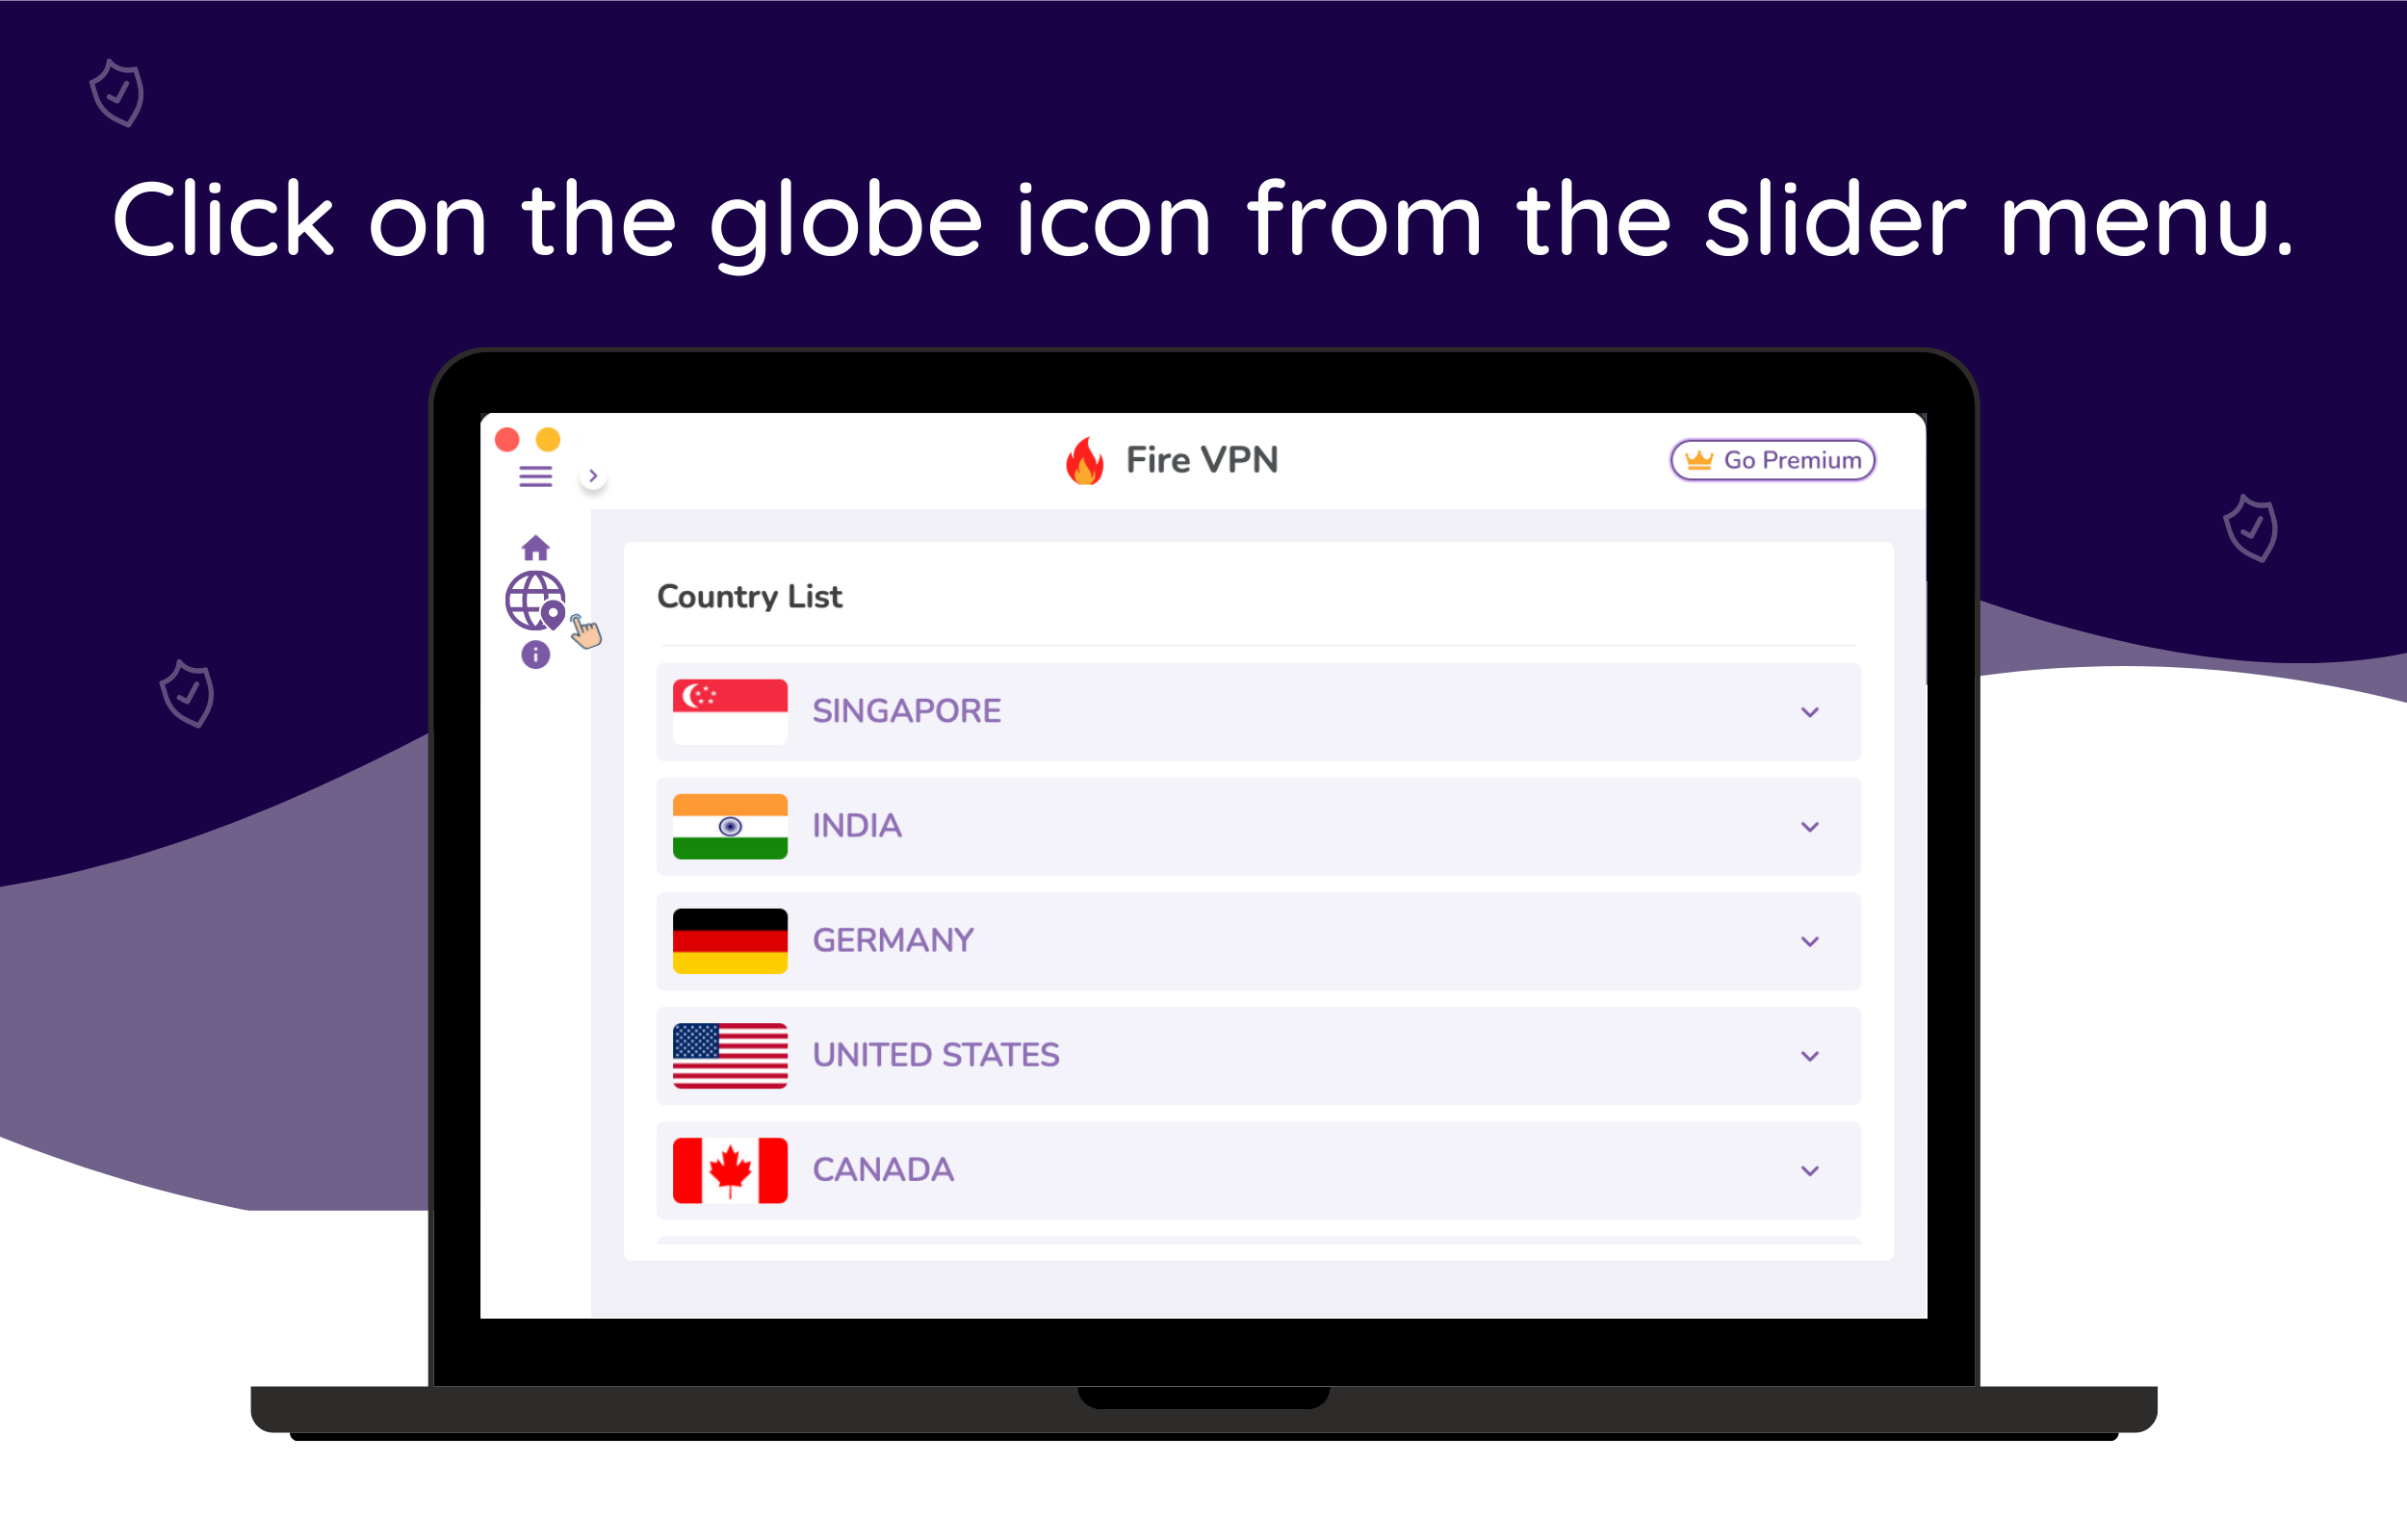 Click on the globe icon from the slider menu.
Fire VPN
Go Premium
Country List
SINGAPORE
INDIA
GERMANY
UNITED STATES
CANADA